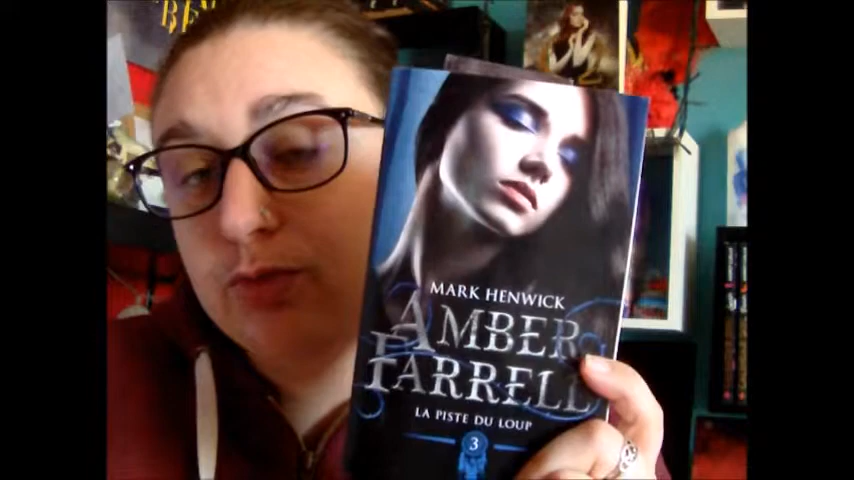 MARK HENWICK
AMBER
FARRELL
LA PISTE DU LOUP
3